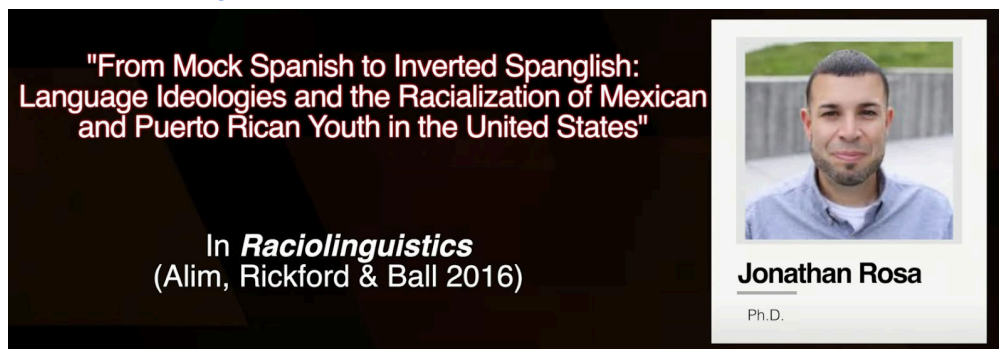 "From Mock Spanish to Inverted Spanglish:
Language Ideologies and the Racialization of Mexican
and Puerto Rican Youth in the United States"
In Raciolinguistics
(Alim, Rickford & Ball 2016)
Jonathan Rosa
Ph.D.